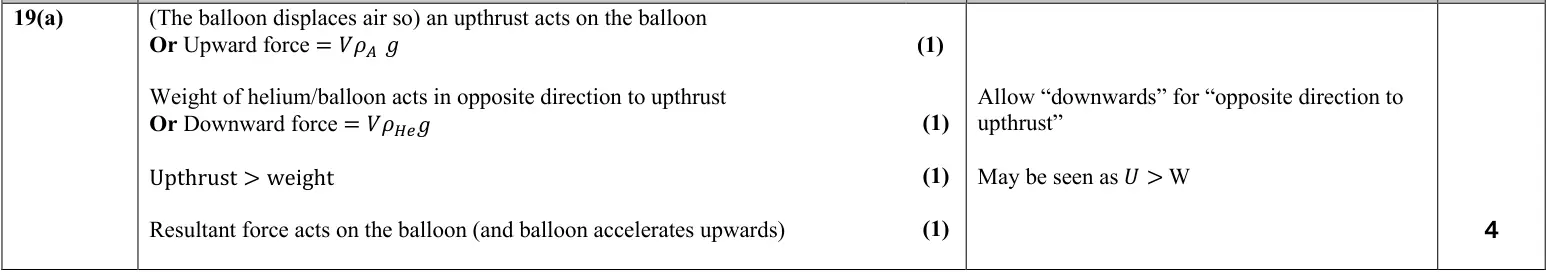 19(a)
(The balloon displaces air so) an upthrust acts on the balloon
Or Upward force = 𝑉𝜌𝐴 𝑔 (1)
Weight of helium/balloon acts in opposite direction to upthrust
Or Downward force = 𝑉𝜌𝐻𝑒𝑔 (1)
Allow “downwards” for “opposite direction to
upthrust”
Upthrust > weight (1)
May be seen as 𝑈 > W
Resultant force acts on the balloon (and balloon accelerates upwards) (1)
4